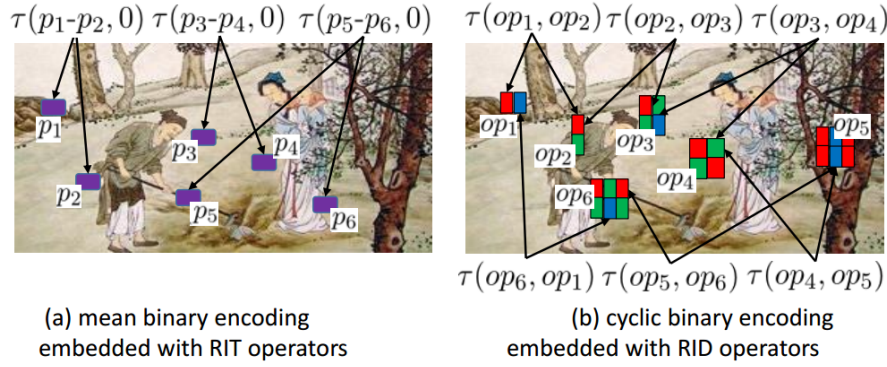 τ(p₁-p₂, 0) τ(p₃-p₄, 0) τ(p₅-p₆, 0)
p₁
p₂
p₃
p₄
p₅
p₆
(a) mean binary encoding
embedded with RIT operators
τ(op₁, op₂) τ(op₂, op₃) τ(op₃, op₄)
op₁
op₂
op₃
op₄
op₅
op₆
τ(op₆, op₁) τ(op₅, op₆) τ(op₄, op₅)
(b) cyclic binary encoding
embedded with RID operators